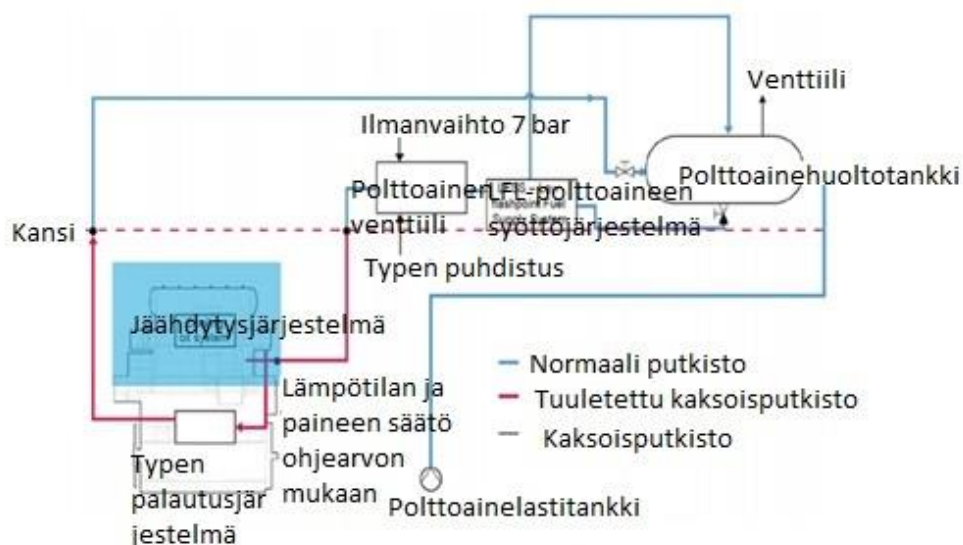 Venttiili
Ilmanvaihto 7 bar
Polttoainen
venttiili
LFL-polttoaineen
syöttöjärjestelmä
Polttoainehuoltotankki
Kansi
Typen puhdistus
Jäähdytysjärjestelmä
Lämpötilan ja
paineen säätö
ohjearvon
mukaan
Normaali putkisto
Tuuletettu kaksoisputkisto
Kaksoisputkisto
Typen
palautusjär
jestelmä
Polttoainelastitankki